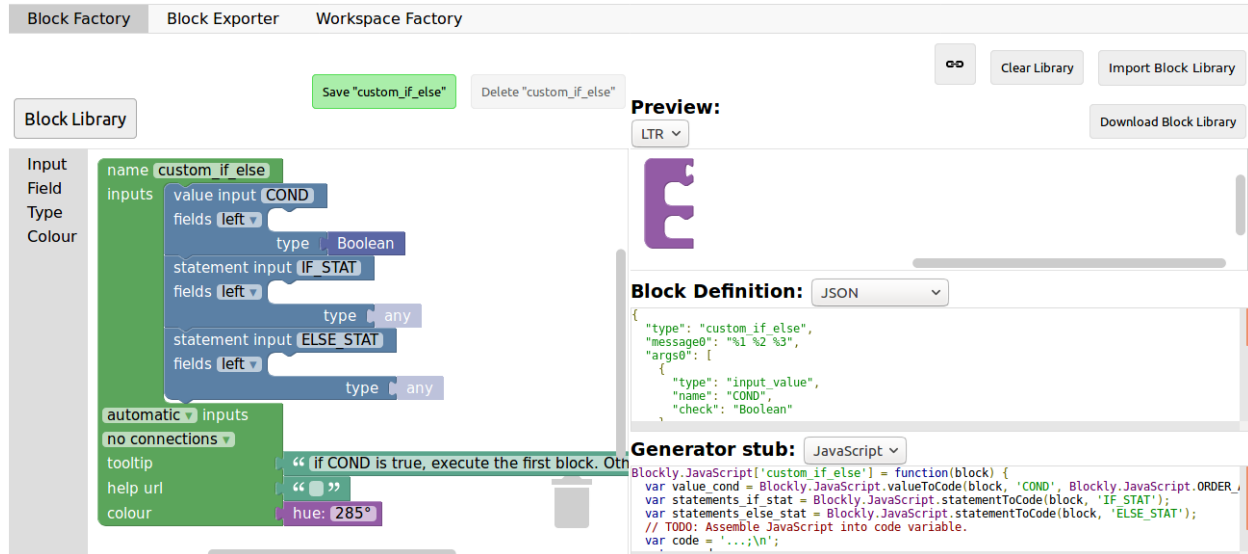 Block Factory Block Exporter Workspace Factory
Clear Library Import Block Library
Save "custom_if_else" Delete "custom_if_else"
Block Library
Preview:
Download Block Library
LTR
Input
Field
Type
Colour
name custom_if_else
inputs value input COND
fields left
type Boolean
statement input IF_STAT
fields left
type any
statement input ELSE_STAT
fields left
type any
automatic inputs
no connections
tooltip “ if COND is true, execute the first block. Oth
help url “ ”
colour hue: 285°
Block Definition: JSON
{
"type": "custom_if_else",
"message0": "%1 %2 %3",
"args0": [
{
"type": "input_value",
"name": "COND",
"check": "Boolean"
Generator stub: JavaScript
Blockly.JavaScript['custom_if_else'] = function(block) {
var value_cond = Blockly.JavaScript.valueToCode(block, 'COND', Blockly.JavaScript.ORDER_
var statements_if_stat = Blockly.JavaScript.statementToCode(block, 'IF_STAT');
var statements_else_stat = Blockly.JavaScript.statementToCode(block, 'ELSE_STAT');
// TODO: Assemble JavaScript into code variable.
var code = '...;\n';